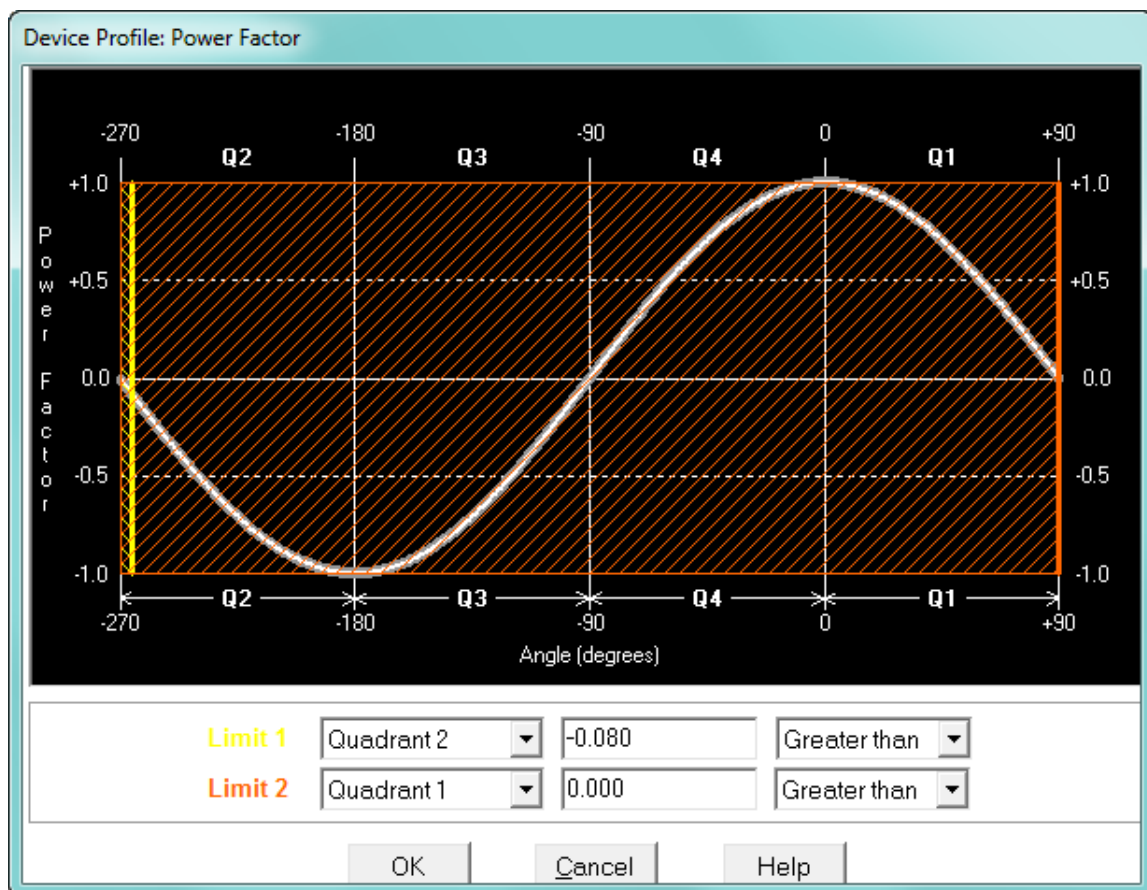 Device Profile: Power Factor
-270 -180 -90 0 +90
Q2 Q3 Q4 Q1
+1.0 +1.0
Power Factor
+0.5 +0.5
0.0 0.0
-0.5 -0.5
-1.0 -1.0
Q2 Q3 Q4 Q1
-270 -180 -90 0 +90
Angle (degrees)
Limit 1 Quadrant 2 -0.080 Greater than
Limit 2 Quadrant 1 0.000 Greater than
OK Cancel Help